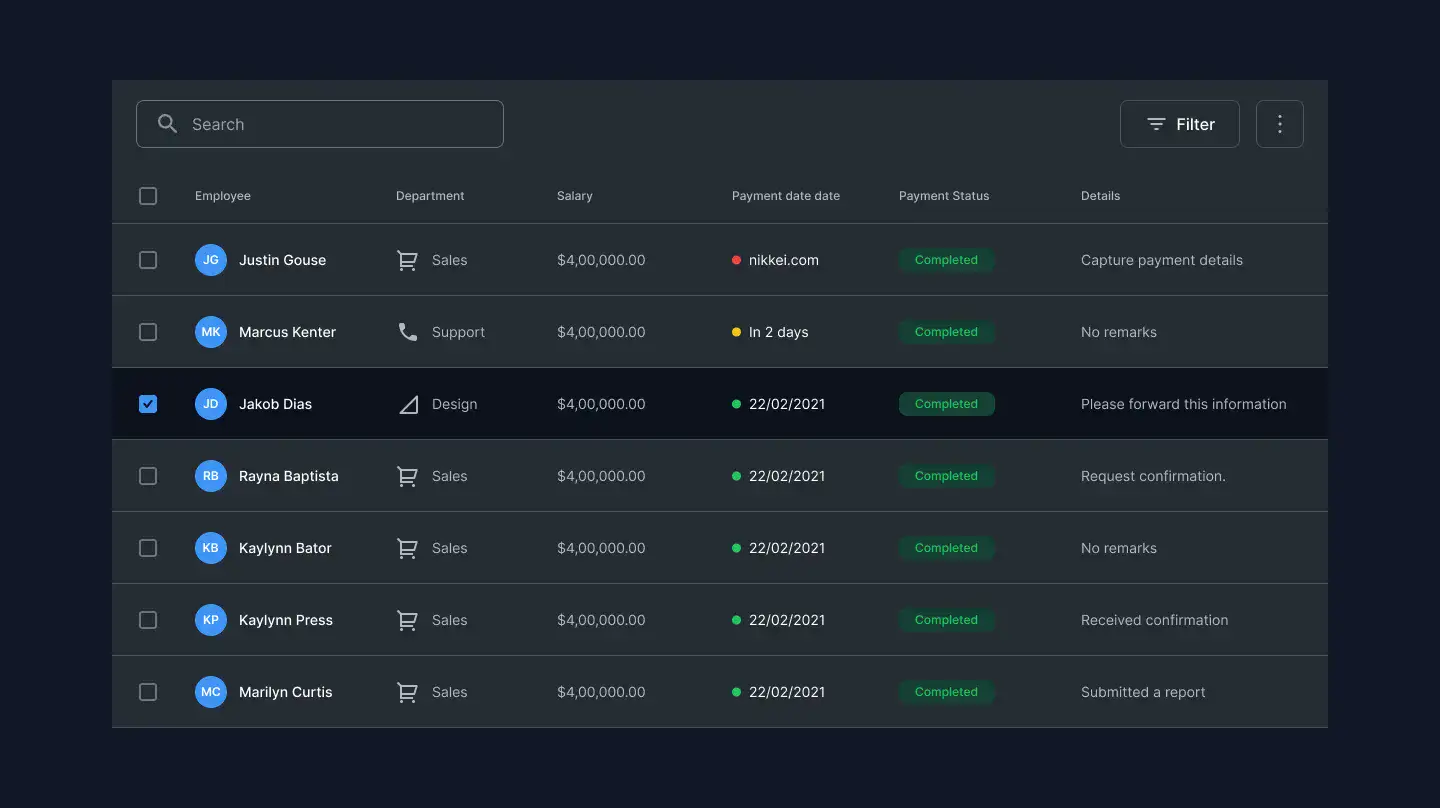 Search Filter
Employee Department Salary Payment date date Payment Status Details
JG Justin Gouse Sales $4,00,000.00 nikkei.com Completed Capture payment details
MK Marcus Kenter Support $4,00,000.00 In 2 days Completed No remarks
JD Jakob Dias Design $4,00,000.00 22/02/2021 Completed Please forward this information
RB Rayna Baptista Sales $4,00,000.00 22/02/2021 Completed Request confirmation.
KB Kaylynn Bator Sales $4,00,000.00 22/02/2021 Completed No remarks
KP Kaylynn Press Sales $4,00,000.00 22/02/2021 Completed Received confirmation
MC Marilyn Curtis Sales $4,00,000.00 22/02/2021 Completed Submitted a report